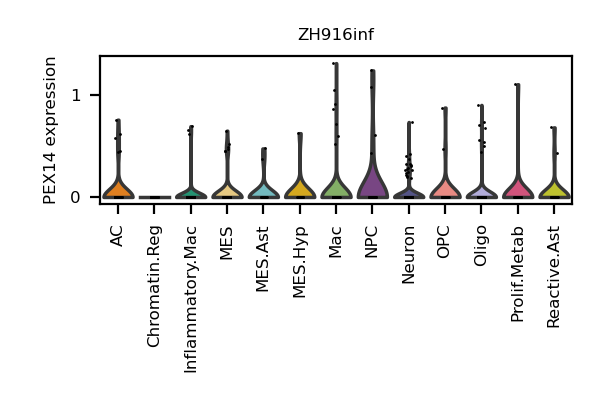 ZH916inf
PEX14 expression
1
0
AC
Chromatin.Reg
Inflammatory.Mac
MES
MES.Ast
MES.Hyp
Mac
NPC
Neuron
OPC
Oligo
Prolif.Metab
Reactive.Ast